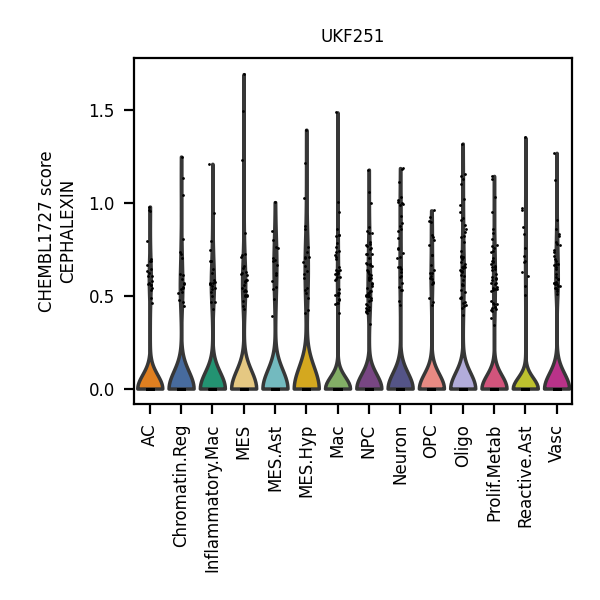 UKF251
CHEMBL1727 score
CEPHALEXIN
1.5
1.0
0.5
0.0
AC
Chromatin.Reg
Inflammatory.Mac
MES
MES.Ast
MES.Hyp
Mac
NPC
Neuron
OPC
Oligo
Prolif.Metab
Reactive.Ast
Vasc